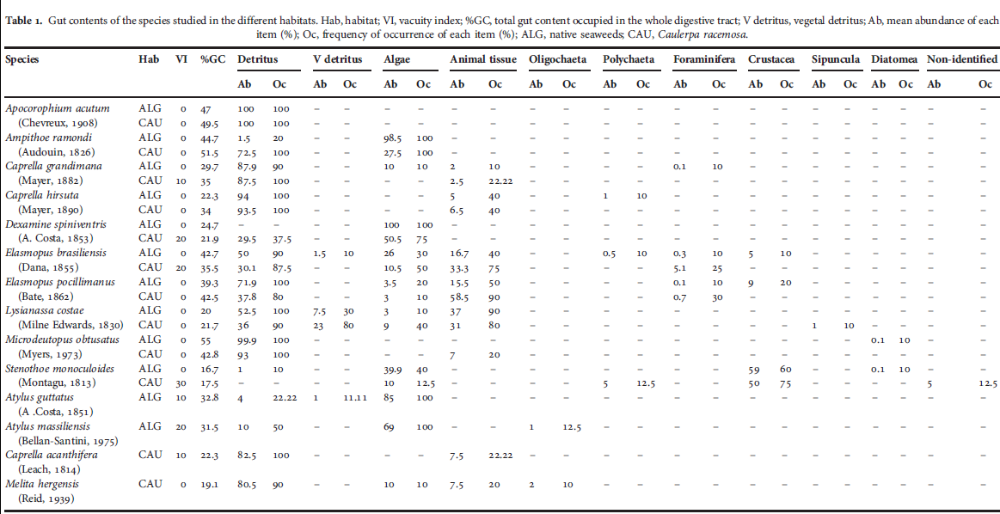 Table 1. Gut contents of the species studied in the different habitats. Hab, habitat; VI, vacuity index; %GC, total gut content occupied in the whole digestive tract; V detritus, vegetal detritus; Ab, mean abundance of each
item (%); Oc, frequency of occurrence of each item (%); ALG, native seaweeds; CAU, Caulerpa racemosa.
Species Hab VI %GC Detritus V detritus Algae Animal tissue Oligochaeta Polychaeta Foraminifera Crustacea Sipuncula Diatomea Non-identified
Ab Oc Ab Oc Ab Oc Ab Oc Ab Oc Ab Oc Ab Oc Ab Oc Ab Oc Ab Oc Ab Oc
Apocorophium acutum ALG 0 47 100 100 – – – – – – – – – – – – – – – – – – – –
(Chevreux, 1908) CAU 0 49.5 100 100 – – – – – – – – – – – – – – – – – – – –
Ampithoe ramondi ALG 0 44.7 1.5 20 – – 98.5 100 – – – – – – – – – – – – – – – –
(Audouin, 1826) CAU 0 51.5 72.5 100 – – 27.5 100 – – – – – – – – – – – – – – – –
Caprella grandimana ALG 0 29.7 87.9 90 – – 10 10 2 10 – – – – 0.1 10 – – – – – – – –
(Mayer, 1882) CAU 10 35 87.5 100 – – – – 2.5 22.22 – – – – – – – – – – – – – –
Caprella hirsuta ALG 0 22.3 94 100 – – – – 5 40 – – 1 10 – – – – – – – – – –
(Mayer, 1890) CAU 0 34 93.5 100 – – – – 6.5 40 – – – – – – – – – – – – – –
Dexamine spiniventris ALG 0 24.7 – – – – 100 100 – – – – – – – – – – – – – – – –
(A. Costa, 1853) CAU 20 21.9 29.5 37.5 – – 50.5 75 – – – – – – – – – – – – – – – –
Elasmopus brasiliensis ALG 0 42.7 50 90 1.5 10 26 30 16.7 40 – – 0.5 10 0.3 10 5 10 – – – – – –
(Dana, 1855) CAU 20 35.5 30.1 87.5 – – 10.5 50 33.3 75 – – – – 5.1 25 – – – – – – – –
Elasmopus pocillimanus ALG 0 39.3 71.9 100 – – 3.5 20 15.5 50 – – – – 0.1 10 9 20 – – – – – –
(Bate, 1862) CAU 0 42.5 37.8 80 – – 3 10 58.5 90 – – – – 0.7 30 – – – – – – – –
Lysianassa costae ALG 0 20 52.5 100 7.5 30 3 10 37 90 – – – – – – – – – – – – – –
(Milne Edwards, 1830) CAU 0 21.7 36 90 23 80 9 40 31 80 – – – – – – – – 1 10 – – – –
Microdeutopus obtusatus ALG 0 55 99.9 100 – – – – – – – – – – – – – – – – 0.1 10 – –
(Myers, 1973) CAU 0 42.8 93 100 – – – – 7 20 – – – – – – – – – – – – – –
Stenothoe monoculoides ALG 0 16.7 1 10 – – 39.9 40 – – – – – – – – 59 60 – – 0.1 10 – –
(Montagu, 1813) CAU 30 17.5 – – – – 10 12.5 – – – – 5 12.5 – – 50 75 – – – – 5 12.5
Atylus guttatus ALG 10 32.8 4 22.22 1 11.11 85 100 – – – – – – – – – – – – – – – –
(A .Costa, 1851)
Atylus massiliensis ALG 20 31.5 10 50 – – 69 100 – – 1 12.5 – – – – – – – – – – – –
(Bellan-Santini, 1975)
Caprella acanthifera CAU 10 22.3 82.5 100 – – – – 7.5 22.22 – – – – – – – – – – – – – –
(Leach, 1814)
Melita hergensis CAU 0 19.1 80.5 90 – – 10 10 7.5 20 2 10 – – – – – – – – – – – –
(Reid, 1939)